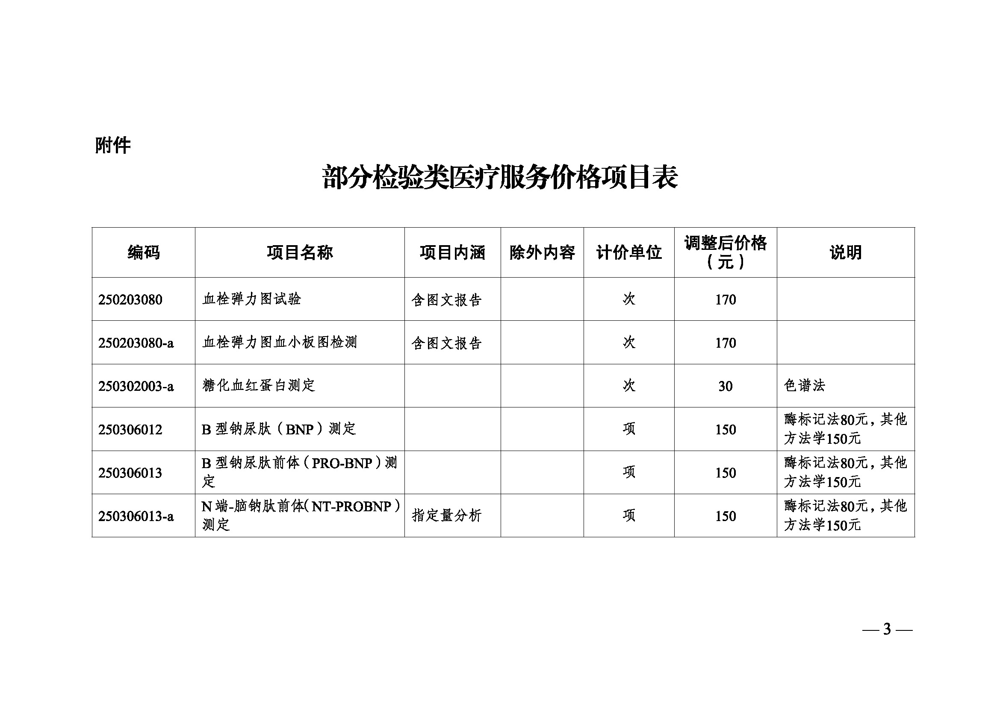 附件
部分检验类医疗服务价格项目表
编码 项目名称 项目内涵 除外内容 计价单位 调整后价格（元） 说明
250203080 血栓弹力图试验 含图文报告 次 170
250203080-a 血栓弹力图血小板图检测 含图文报告 次 170
250302003-a 糖化血红蛋白测定 次 30 色谱法
250306012 B 型钠尿肽（BNP）测定 项 150 酶标记法80元，其他方法学150元
250306013 B 型钠尿肽前体（PRO-BNP）测定 项 150 酶标记法80元，其他方法学150元
250306013-a N 端-脑钠肽前体（NT-PROBNP）测定 指定量分析 项 150 酶标记法80元，其他方法学150元
— 3 —